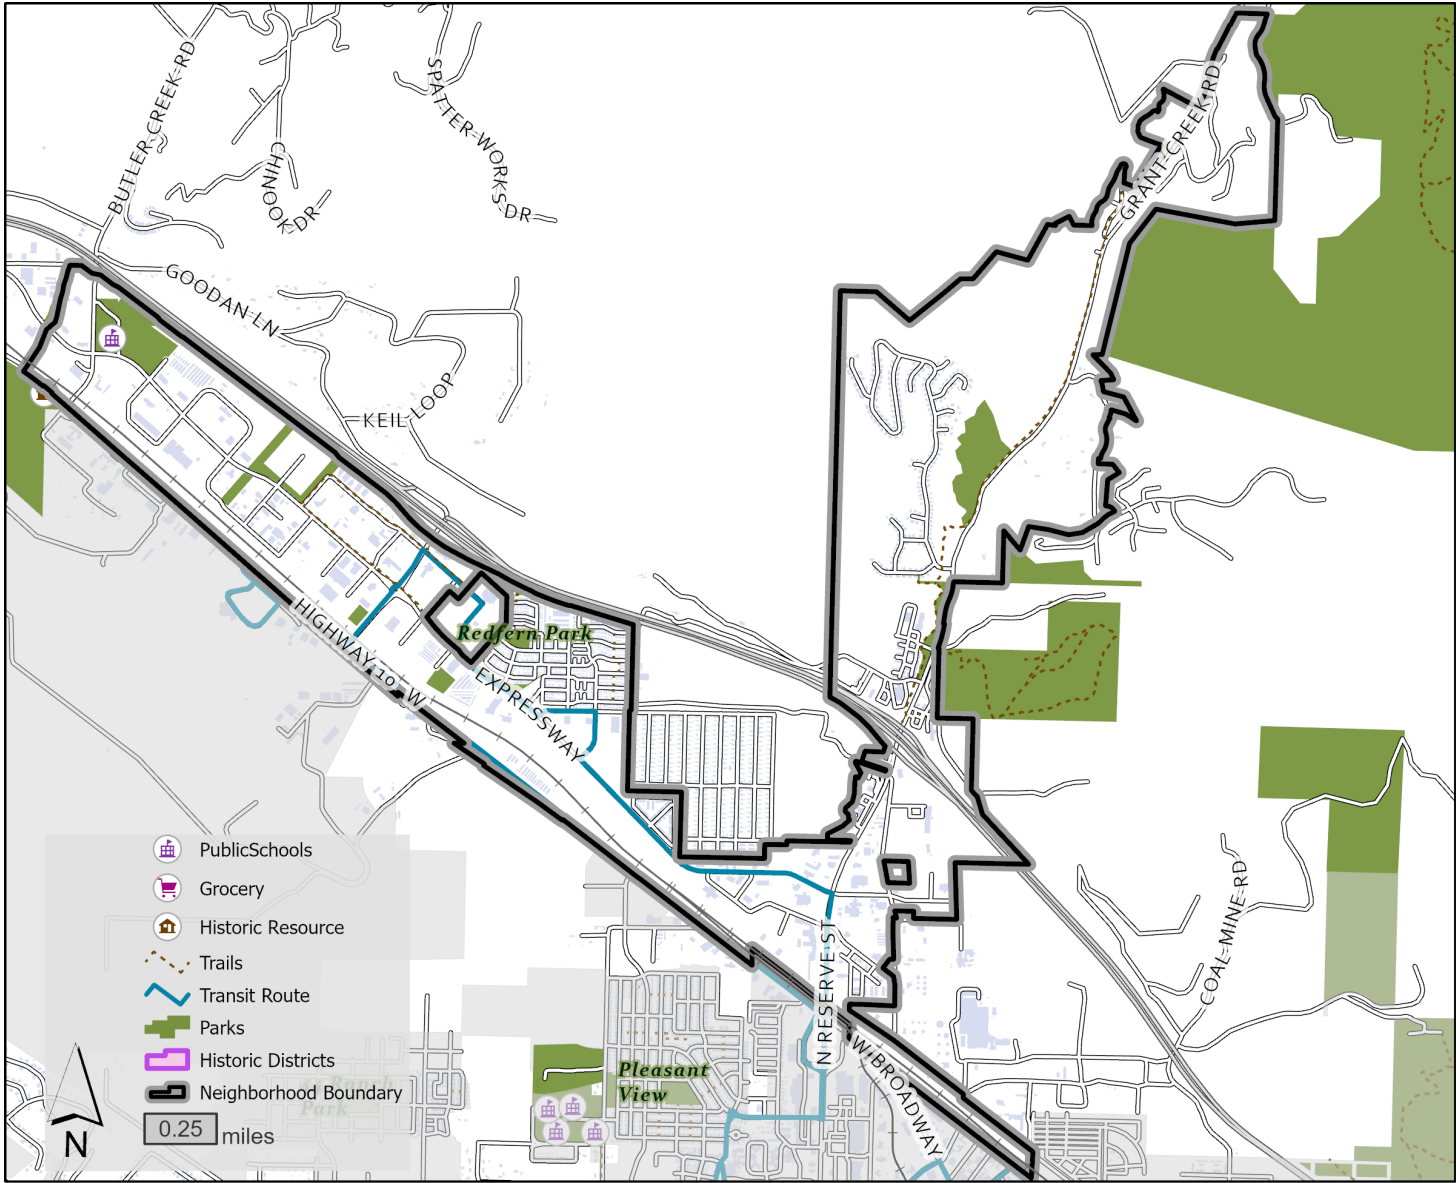 BUTLER CREEK RD
CHINOOK DR
SPATTER WORKS DR
GRANT CREEK RD
GOODAN LN
KEIL LOOP
HIGHWAY 10 W
Redfern Park
EXPRESSWAY
N RESERVE ST
W BROADWAY
COAL MINE RD
Pleasant
View
PublicSchools
Grocery
Historic Resource
Trails
Transit Route
Parks
Historic Districts
Neighborhood Boundary
Ranch
Park
0.25 miles
N